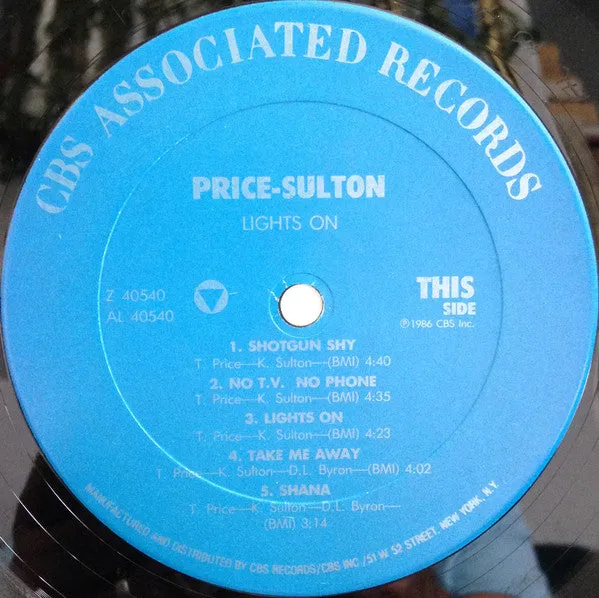 CBS ASSOCIATED RECORDS
PRICE-SULTON
LIGHTS ON
Z 40540
AL 40540
THIS
SIDE
℗1986 CBS Inc.
1. SHOTGUN SHY
T. Price—K. Sulton—(BMI) 4:40
2. NO T.V. NO PHONE
T. Price—K. Sulton—(BMI) 4:35
3. LIGHTS ON
T. Price—K. Sulton—(BMI) 4:23
4. TAKE ME AWAY
T. Price—K. Sulton—D.L. Byron—(BMI) 4:02
5. SHANA
T. Price—K. Sulton—D.L. Byron—
(BMI) 3:14
MANUFACTURED AND DISTRIBUTED BY CBS RECORDS/CBS INC./51 W. 52 STREET, NEW YORK, N.Y.